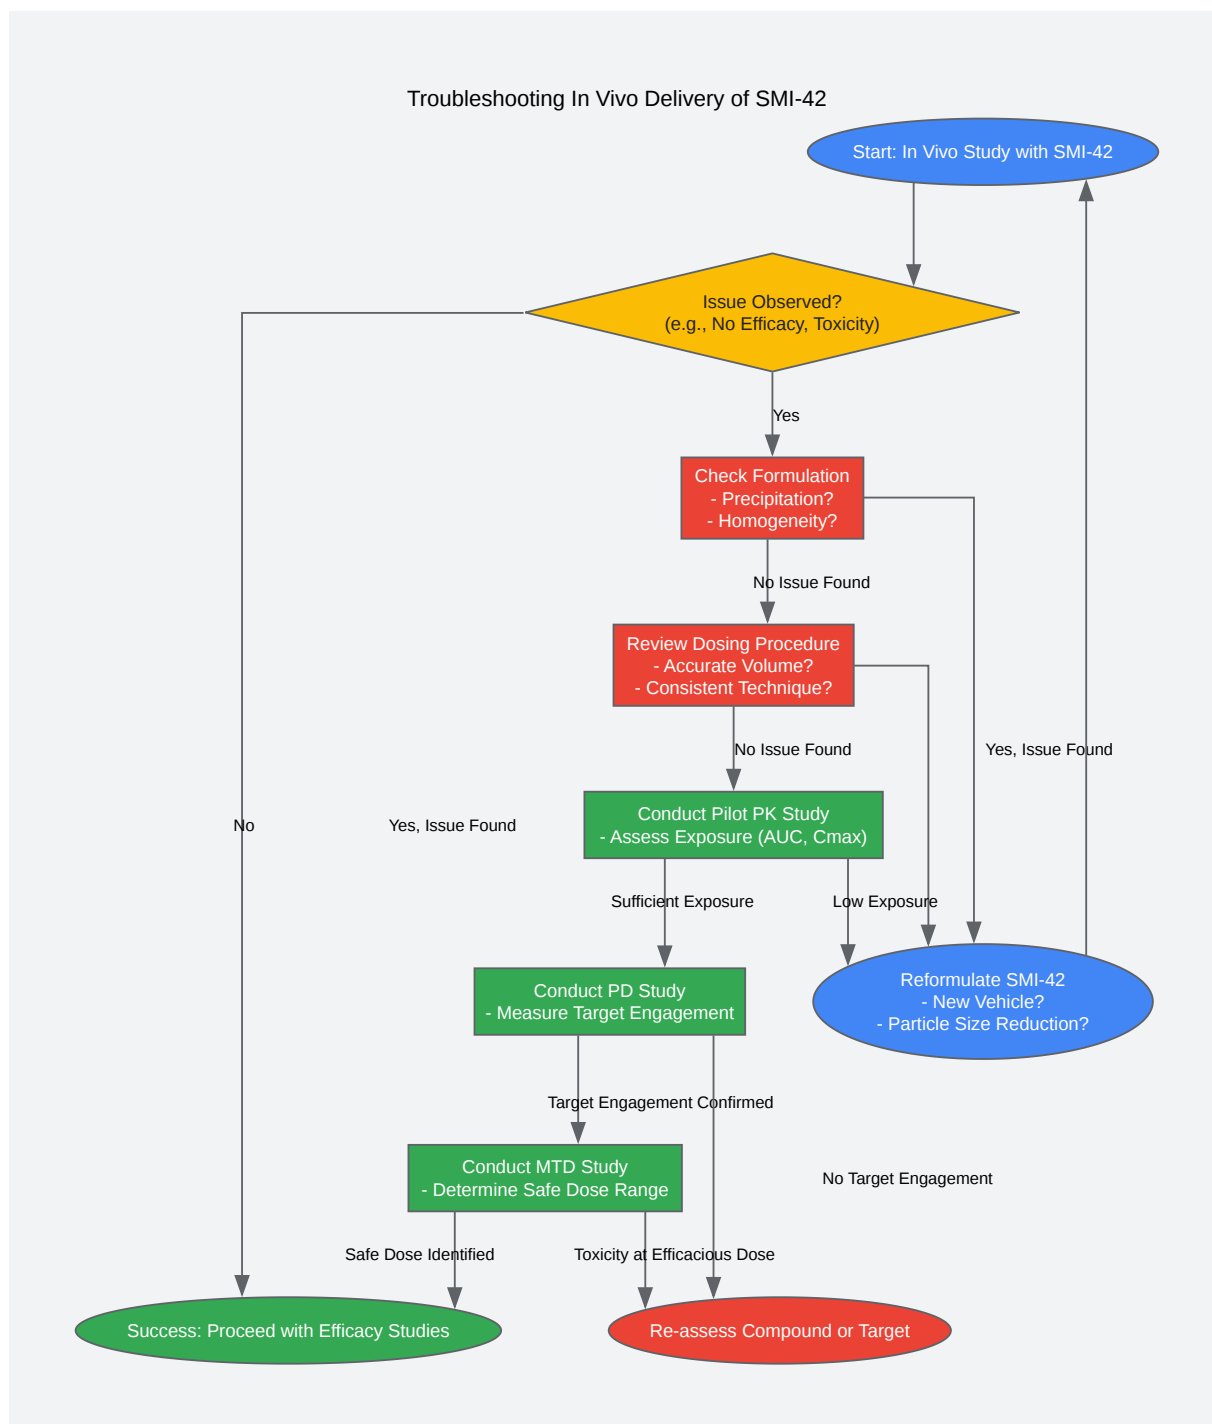 Troubleshooting In Vivo Delivery of SMI-42
Start: In Vivo Study with SMI-42
Issue Observed?
(e.g., No Efficacy, Toxicity)
Yes
Check Formulation
- Precipitation?
- Homogeneity?
No Issue Found
Review Dosing Procedure
- Accurate Volume?
- Consistent Technique?
No Issue Found
Yes, Issue Found
Conduct Pilot PK Study
- Assess Exposure (AUC, Cmax)
No
Yes, Issue Found
Sufficient Exposure
Low Exposure
Conduct PD Study
- Measure Target Engagement
Reformulate SMI-42
- New Vehicle?
- Particle Size Reduction?
Target Engagement Confirmed
Conduct MTD Study
- Determine Safe Dose Range
No Target Engagement
Safe Dose Identified
Toxicity at Efficacious Dose
Success: Proceed with Efficacy Studies
Re-assess Compound or Target